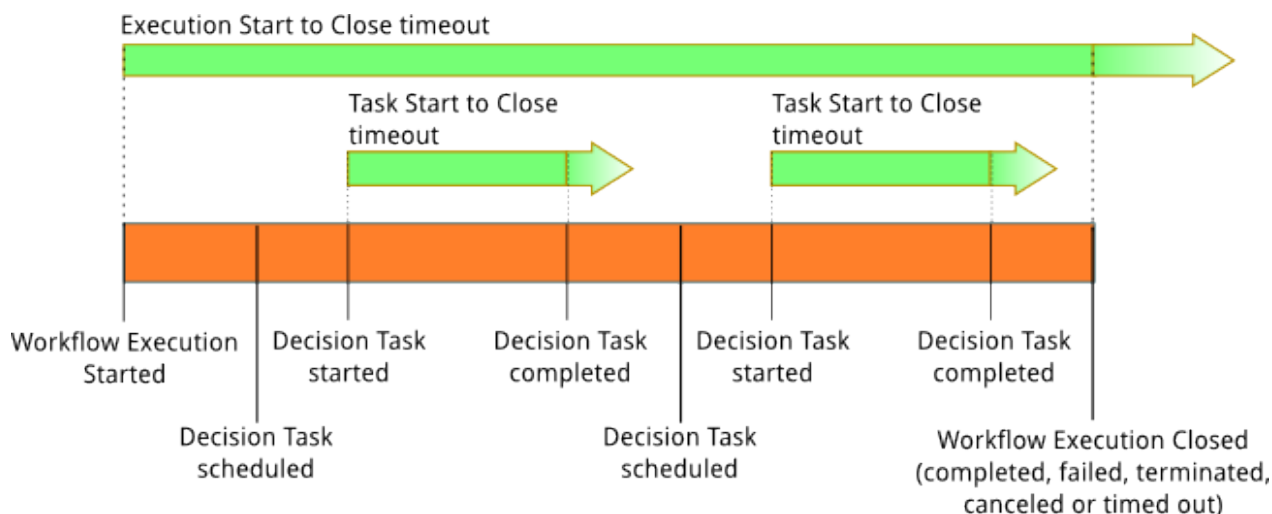 Execution Start to Close timeout
Task Start to Close
timeout
Task Start to Close
timeout
Workflow Execution
Started
Decision Task
scheduled
Decision Task
started
Decision Task
completed
Decision Task
scheduled
Decision Task
started
Decision Task
completed
Workflow Execution Closed
(completed, failed, terminated,
canceled or timed out)